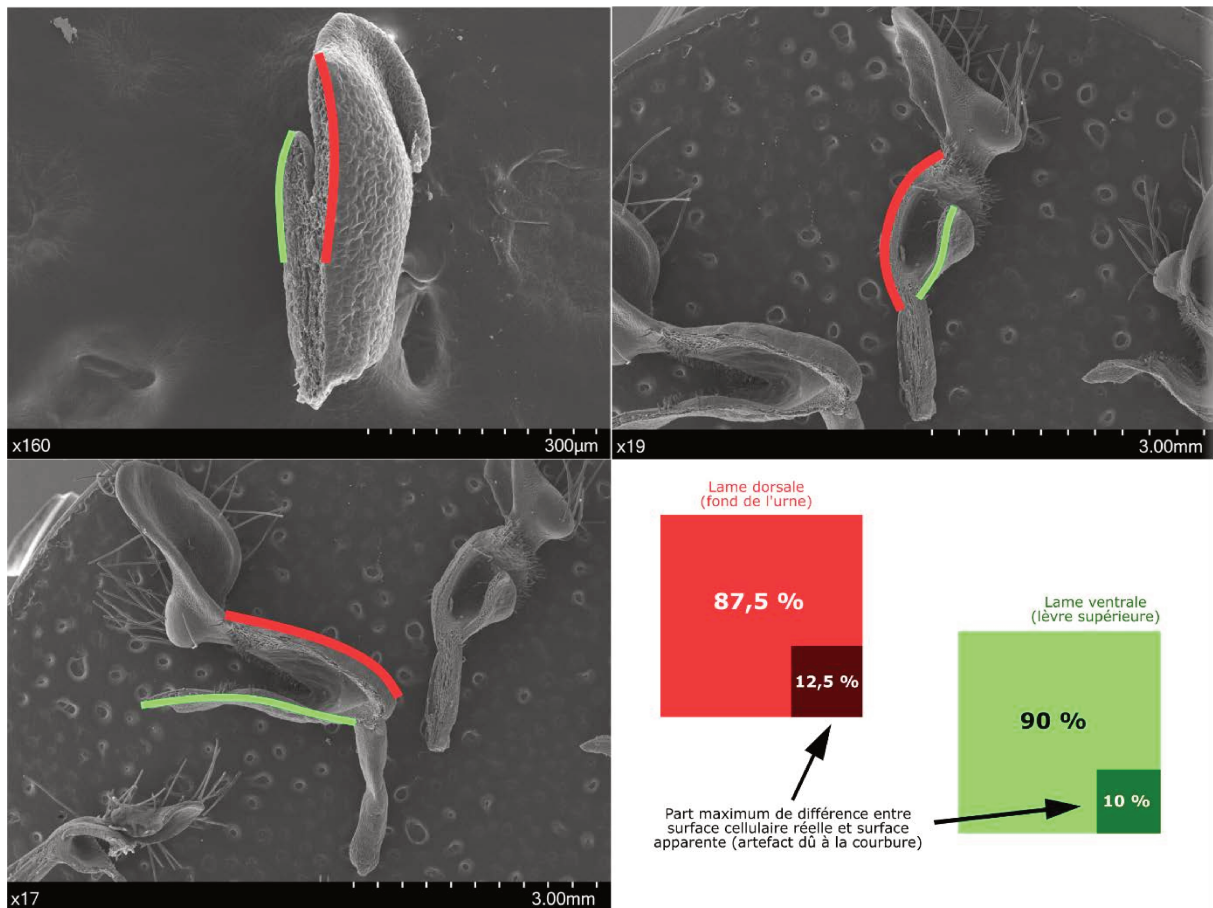 x160
300µm
x19
3.00mm
x17
3.00mm
Lame dorsale
(fond de l'urne)
87,5 %
12,5 %
Lame ventrale
(lèvre supérieure)
90 %
10 %
Part maximum de différence entre
surface cellulaire réelle et surface
apparente (artefact dû à la courbure)